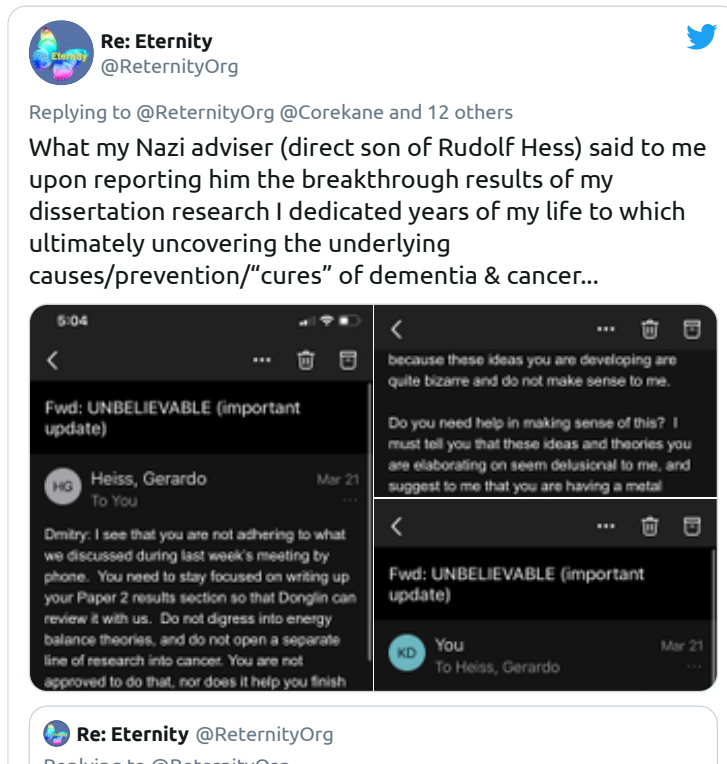 Re: Eternity
@ReternityOrg
Replying to @ReternityOrg @Corekane and 12 others
What my Nazi adviser (direct son of Rudolf Hess) said to me
upon reporting him the breakthrough results of my
dissertation research I dedicated years of my life to which
ultimately uncovering the underlying
causes/prevention/“cures” of dementia & cancer...
5:04
Fwd: UNBELIEVABLE (important
update)
HG
Heiss, Gerardo
Mar 21
To You
Dmitry: I see that you are not adhering to what
we discussed during last week's meeting by
phone. You need to stay focused on writing up
your Paper 2 results section so that Donglin can
review it with us. Do not digress into energy
balance theories, and do not open a separate
line of research into cancer. You are not
approved to do that, nor does it help you finish
because these ideas you are developing are
quite bizarre and do not make sense to me.
Do you need help in making sense of this? I
must tell you that these ideas and theories you
are elaborating on seem delusional to me, and
suggest to me that you are having a metal
Fwd: UNBELIEVABLE (important
update)
KD
You
Mar 21
To Heiss, Gerardo
Re: Eternity @ReternityOrg
Replying to @ReternityOrg